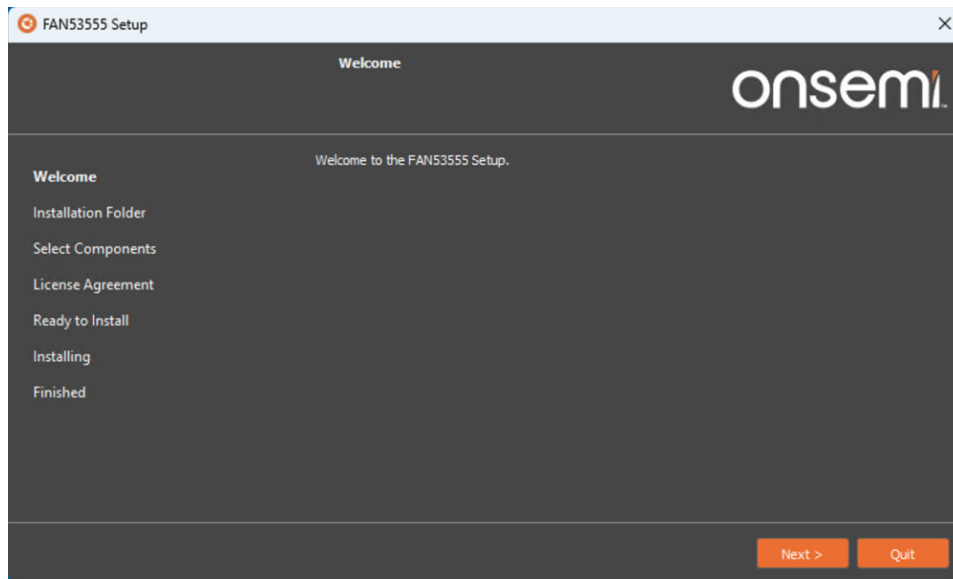 FAN53555 Setup
Welcome
onsemi™
Welcome to the FAN53555 Setup.
Welcome
Installation Folder
Select Components
License Agreement
Ready to Install
Installing
Finished
Next >
Quit